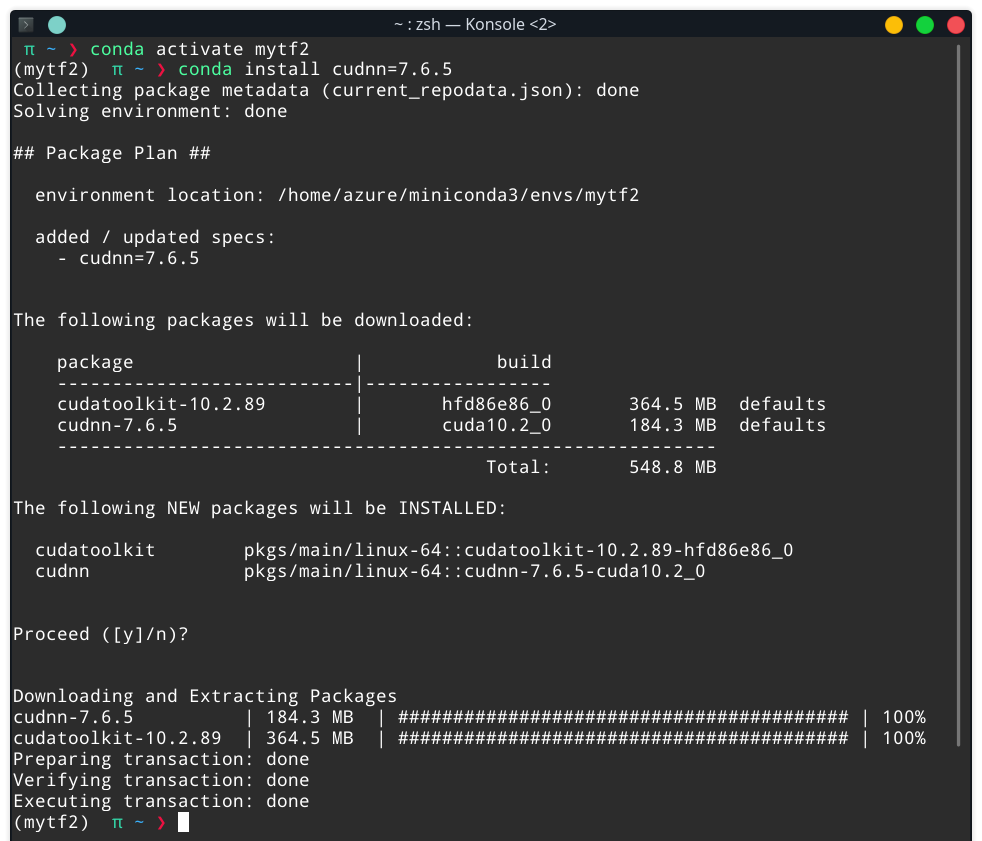 ~ : zsh — Konsole <2>
π ~ ❯ conda activate mytf2
(mytf2) π ~ ❯ conda install cudnn=7.6.5
Collecting package metadata (current_repodata.json): done
Solving environment: done
## Package Plan ##
environment location: /home/azure/miniconda3/envs/mytf2
added / updated specs:
- cudnn=7.6.5
The following packages will be downloaded:
package | build
---------------------------|-----------------
cudatoolkit-10.2.89 | hfd86e86_0 364.5 MB defaults
cudnn-7.6.5 | cuda10.2_0 184.3 MB defaults
------------------------------------------------------------
Total: 548.8 MB
The following NEW packages will be INSTALLED:
cudatoolkit pkgs/main/linux-64::cudatoolkit-10.2.89-hfd86e86_0
cudnn pkgs/main/linux-64::cudnn-7.6.5-cuda10.2_0
Proceed ([y]/n)?
Downloading and Extracting Packages
cudnn-7.6.5 | 184.3 MB | ######################################### | 100%
cudatoolkit-10.2.89 | 364.5 MB | ######################################### | 100%
Preparing transaction: done
Verifying transaction: done
Executing transaction: done
(mytf2) π ~ ❯